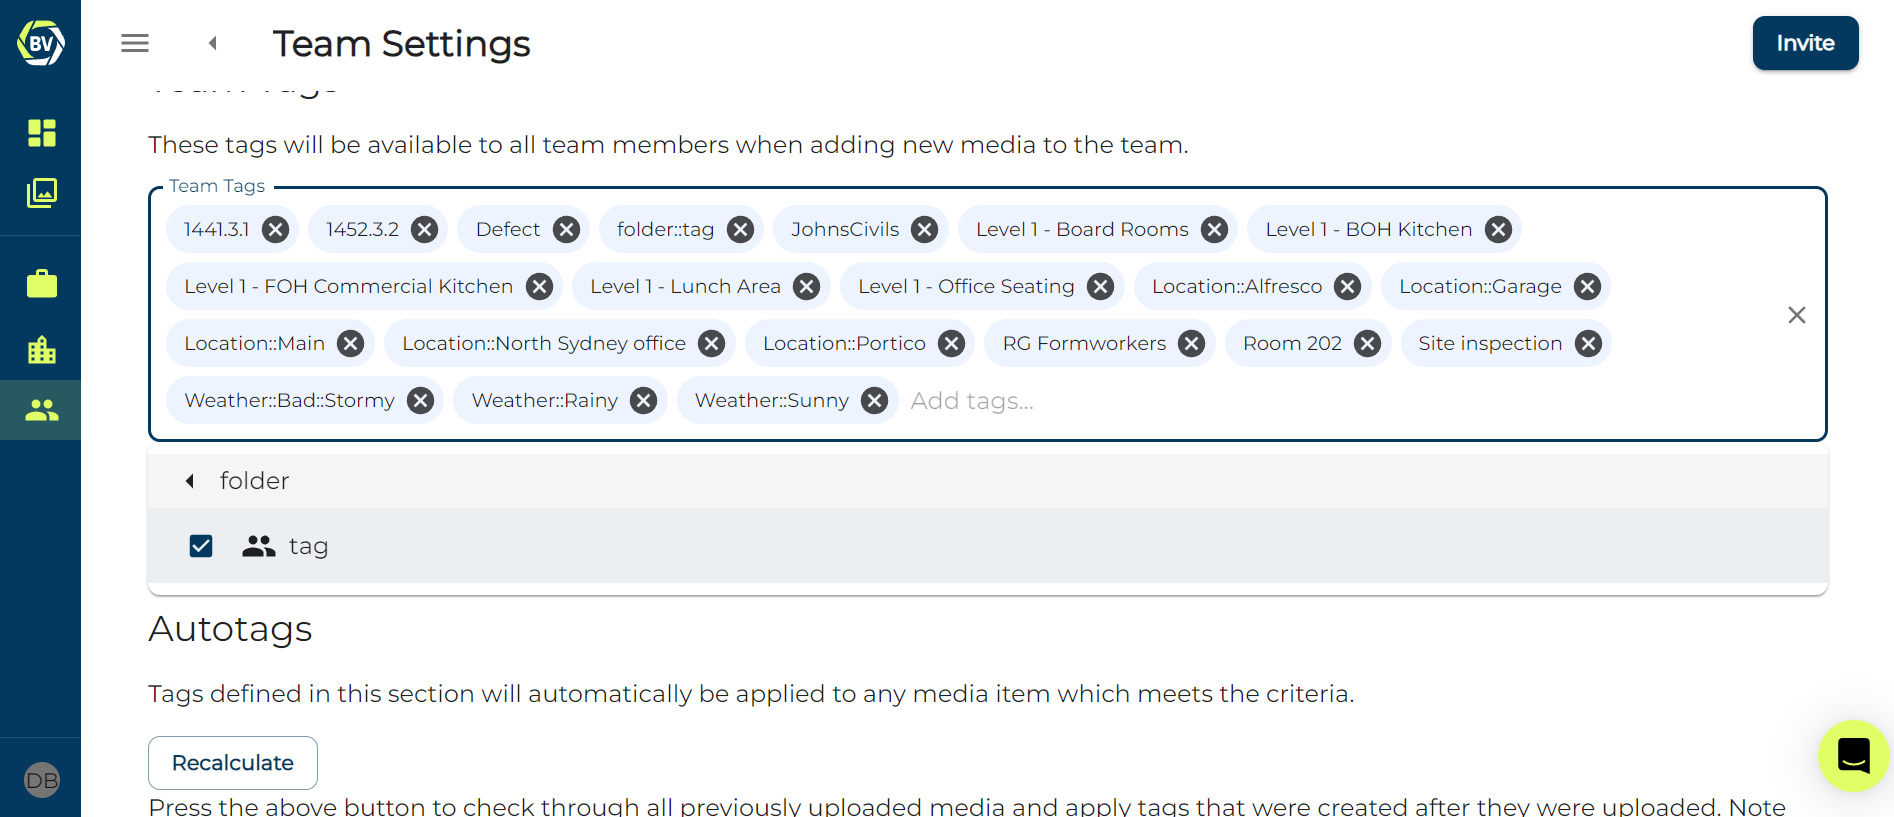 BV
Team Settings
Invite
Team Tags
These tags will be available to all team members when adding new media to the team.
Team Tags
1441.3.1 1452.3.2 Defect folder::tag JohnsCivils Level 1 - Board Rooms Level 1 - BOH Kitchen
Level 1 - FOH Commercial Kitchen Level 1 - Lunch Area Level 1 - Office Seating Location::Alfresco Location::Garage
Location::Main Location::North Sydney office Location::Portico RG Formworkers Room 202 Site inspection
Weather::Bad::Stormy Weather::Rainy Weather::Sunny Add tags...
folder
tag
Autotags
Tags defined in this section will automatically be applied to any media item which meets the criteria.
Recalculate
DB
Press the above button to check through all previously uploaded media and apply tags that were created after they were uploaded. Note